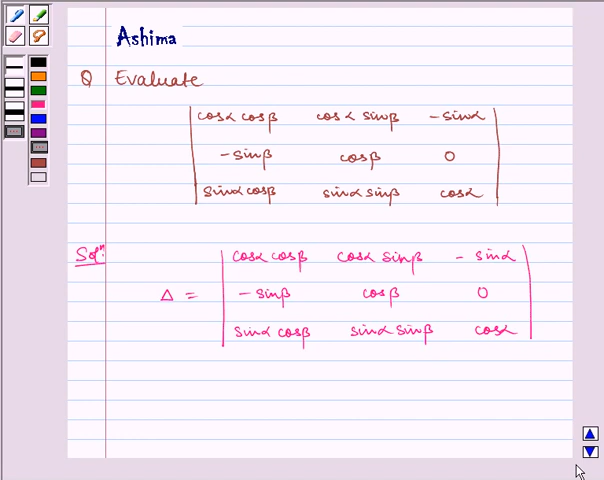 Ashima
Q Evaluate
cosα cosβ cosα sinβ -sinα
-sinβ cosβ 0
sinα cosβ sinα sinβ cosα
Solⁿ:
cosα cosβ cosα sinβ - sinα
Δ = - sinβ cosβ 0
sinα cosβ sinα sinβ cosα